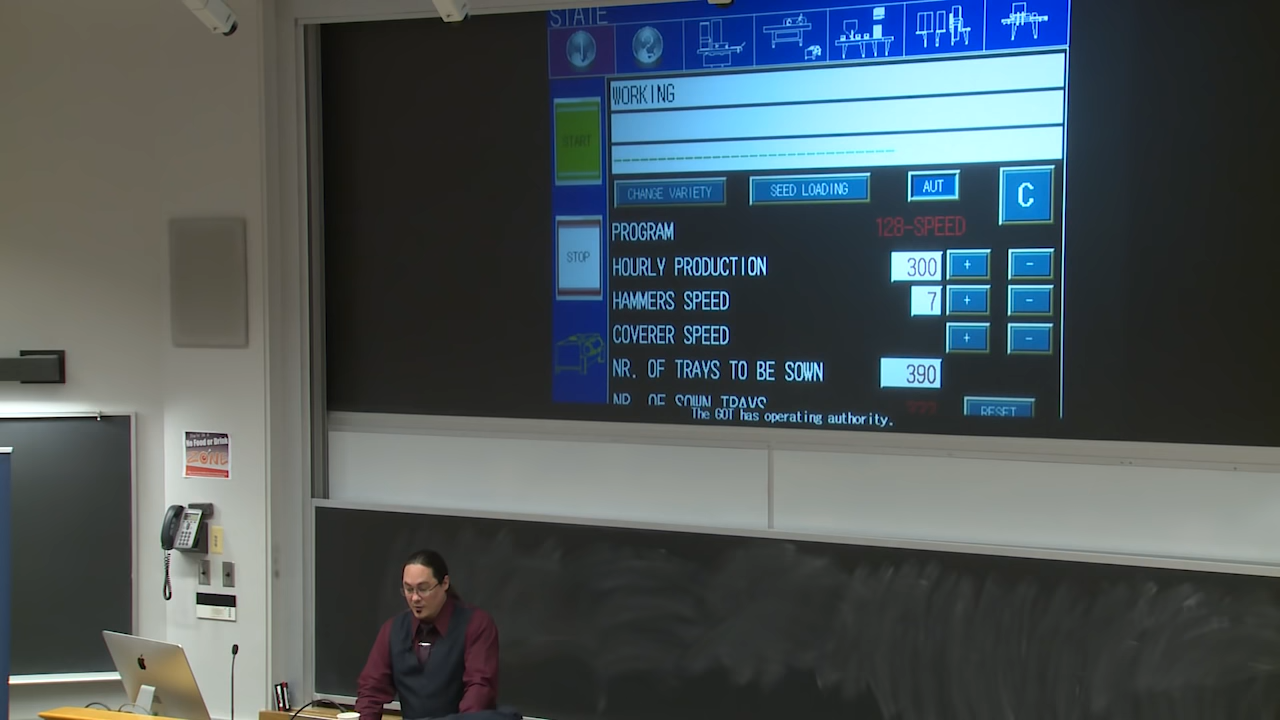 STATE
WORKING
START
CHANGE VARIETY
SEED LOADING
AUT
C
PROGRAM
128-SPEED
STOP
HOURLY PRODUCTION
300
+
-
HAMMERS SPEED
7
+
-
COVERER SPEED
+
-
NR. OF TRAYS TO BE SOWN
390
NR. OF SOWN TRAYS
RESET
The GOT has operating authority.
No Food or Drink
ZONE